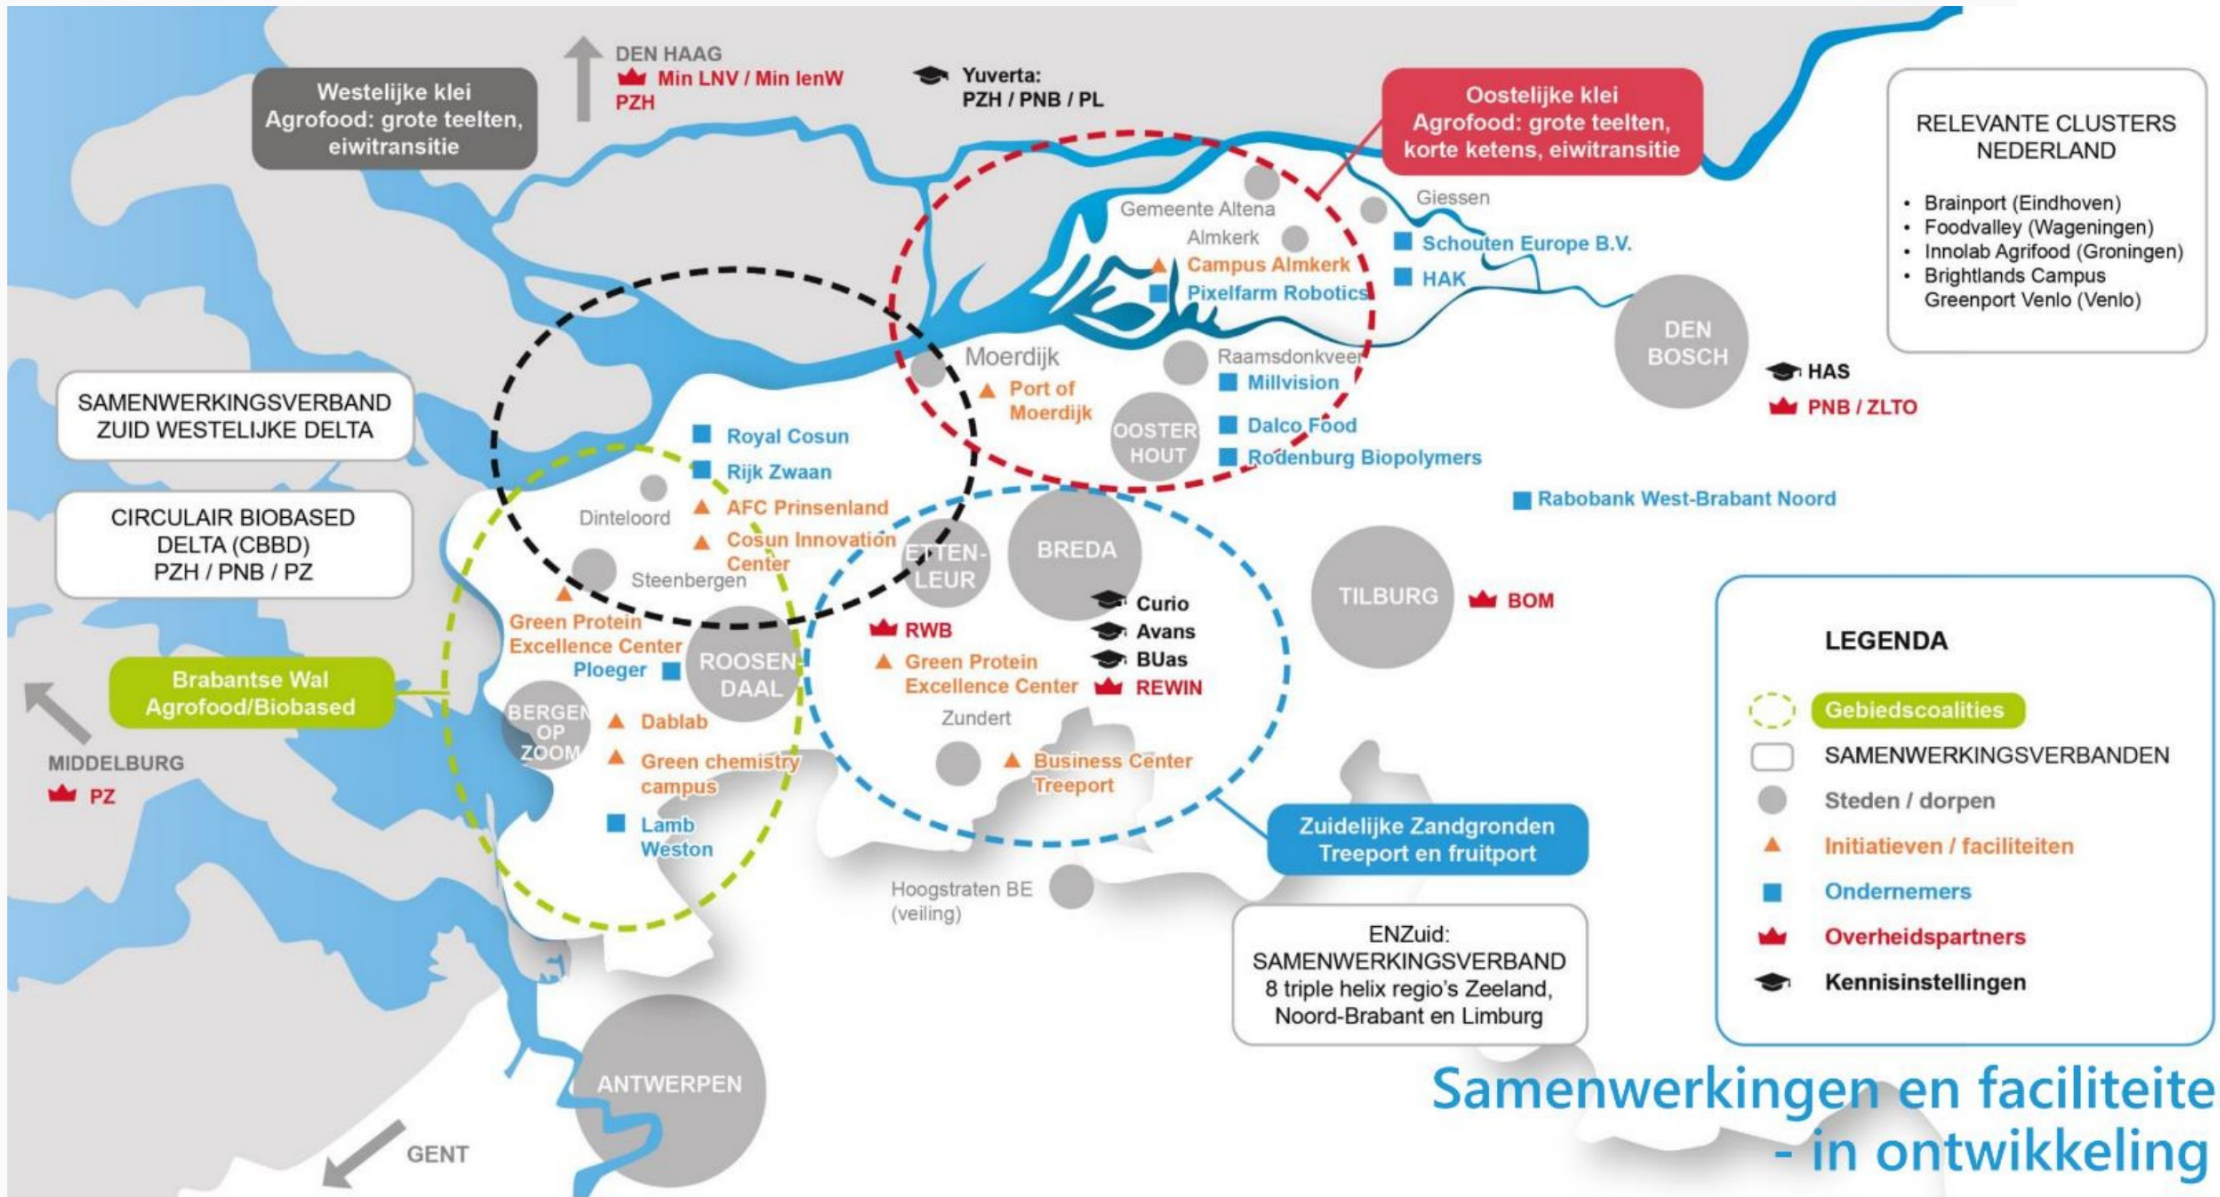 DEN HAAG
Min LNV / Min IenW
PZH
Yuverta:
PZH / PNB / PL
Westelijke klei
Agrofood: grote teelten,
eiwitransitie
Oostelijke klei
Agrofood: grote teelten,
korte ketens, eiwitransitie
RELEVANTE CLUSTERS
NEDERLAND
• Brainport (Eindhoven)
• Foodvalley (Wageningen)
• Innolab Agrifood (Groningen)
• Brightlands Campus
Greenport Venlo (Venlo)
Gemeente Altena
Almkerk
Campus Almkerk
Pixelfarm Robotics
Giessen
Schouten Europe B.V.
HAK
DEN
BOSCH
HAS
PNB / ZLTO
Moerdijk
Port of
Moerdijk
Raamsdonkveer
Millvision
OOSTER
HOUT
Dalco Food
Rodenburg Biopolymers
Rabobank West-Brabant Noord
SAMENWERKINGSVERBAND
ZUID WESTELIJKE DELTA
CIRCULAIR BIOBASED
DELTA (CBBD)
PZH / PNB / PZ
Royal Cosun
Rijk Zwaan
AFC Prinsenland
Cosun Innovation
Center
Dinteloord
Steenbergen
Green Protein
Excellence Center
Ploeger
ROOSEN-
DAAL
BERGEN
OP
ZOOM
Dablab
Green chemistry
campus
Lamb
Weston
Brabantse Wal
Agrofood/Biobased
MIDDELBURG
PZ
ETTEN-
LEUR
BREDA
Curio
Avans
BUas
REWIN
RWB
Green Protein
Excellence Center
Zundert
Business Center
Treeport
TILBURG
BOM
Zuidelijke Zandgronden
Treeport en fruitport
Hoogstraten BE
(veiling)
ENZuid:
SAMENWERKINGSVERBAND
8 triple helix regio's Zeeland,
Noord-Brabant en Limburg
ANTWERPEN
GENT
LEGENDA
Gebiedscoalities
SAMENWERKINGSVERBANDEN
Steden / dorpen
Initiatieven / faciliteiten
Ondernemers
Overheidspartners
Kennisinstellingen
Samenwerkingen en faciliteite
- in ontwikkeling